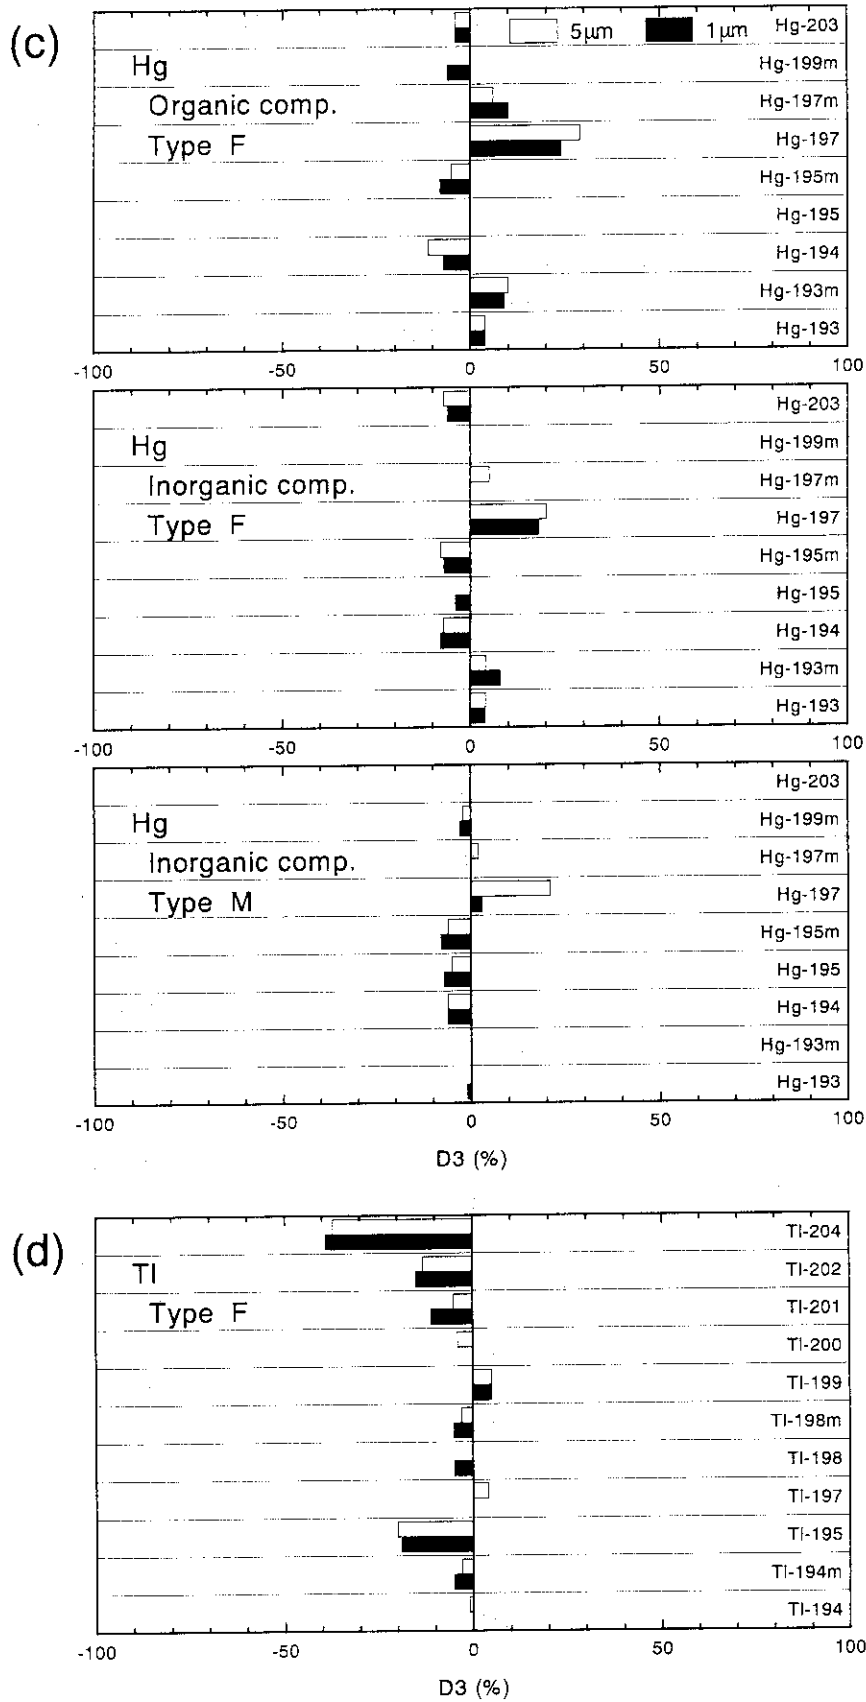 (c)
5μm 1μm
Hg
Organic comp.
Type F
Hg-203
Hg-199m
Hg-197m
Hg-197
Hg-195m
Hg-195
Hg-194
Hg-193m
Hg-193
-100 -50 0 50 100
Hg
Inorganic comp.
Type F
Hg-203
Hg-199m
Hg-197m
Hg-197
Hg-195m
Hg-195
Hg-194
Hg-193m
Hg-193
-100 -50 0 50 100
Hg
Inorganic comp.
Type M
Hg-203
Hg-199m
Hg-197m
Hg-197
Hg-195m
Hg-195
Hg-194
Hg-193m
Hg-193
-100 -50 0 50 100
D3 (%)
(d)
Tl
Type F
Tl-204
Tl-202
Tl-201
Tl-200
Tl-199
Tl-198m
Tl-198
Tl-197
Tl-195
Tl-194m
Tl-194
-100 -50 0 50 100
D3 (%)